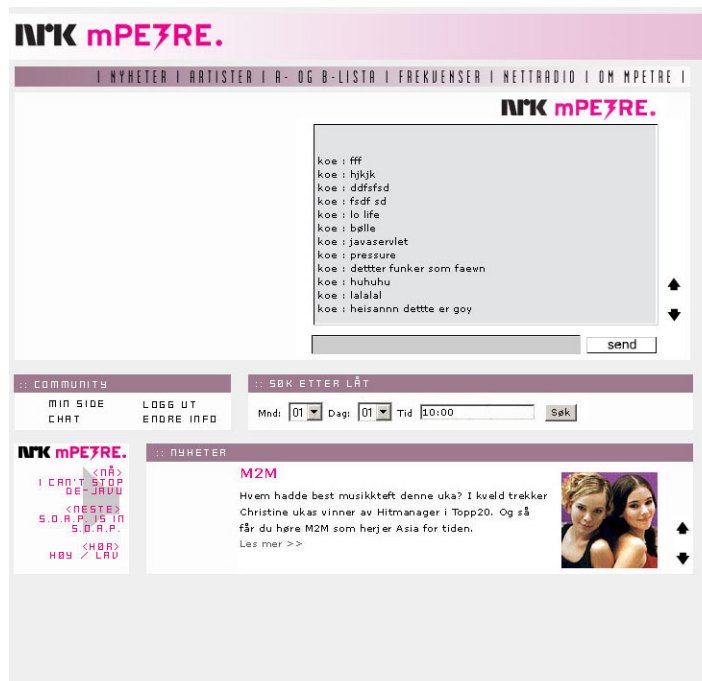 NRK mPETRE.
| NYHETER | ARTISTER | A- OG B-LISTA | FREKVENSER | NETTRADIO | OM MPETRE |
NRK mPETRE.
koe : fff
koe : hjkjk
koe : ddfsfsd
koe : fsdf sd
koe : lo life
koe : bølle
koe : javaservlet
koe : pressure
koe : dettter funker som faewn
koe : huhuhu
koe : lalalal
koe : heisannn dettte er goy
send
:: COMMUNITY
MIN SIDE LOGG UT
CHAT ENDRE INFO
:: SØK ETTER LÅT
Mnd: 01 Dag: 01 Tid 10:00 Søk
NRK mPETRE.
<NÅ>
I CAN'T STOP
DE-JAVU
<NESTE>
S.O.A.P. IS IN
S.O.A.P.
<HØR>
HØY / LAV
:: NYHETER
M2M
Hvem hadde best musikkteft denne uka? I kveld trekker
Christine ukas vinner av Hitmanager i Topp20. Og så
får du høre M2M som herjer Asia for tiden.
Les mer >>